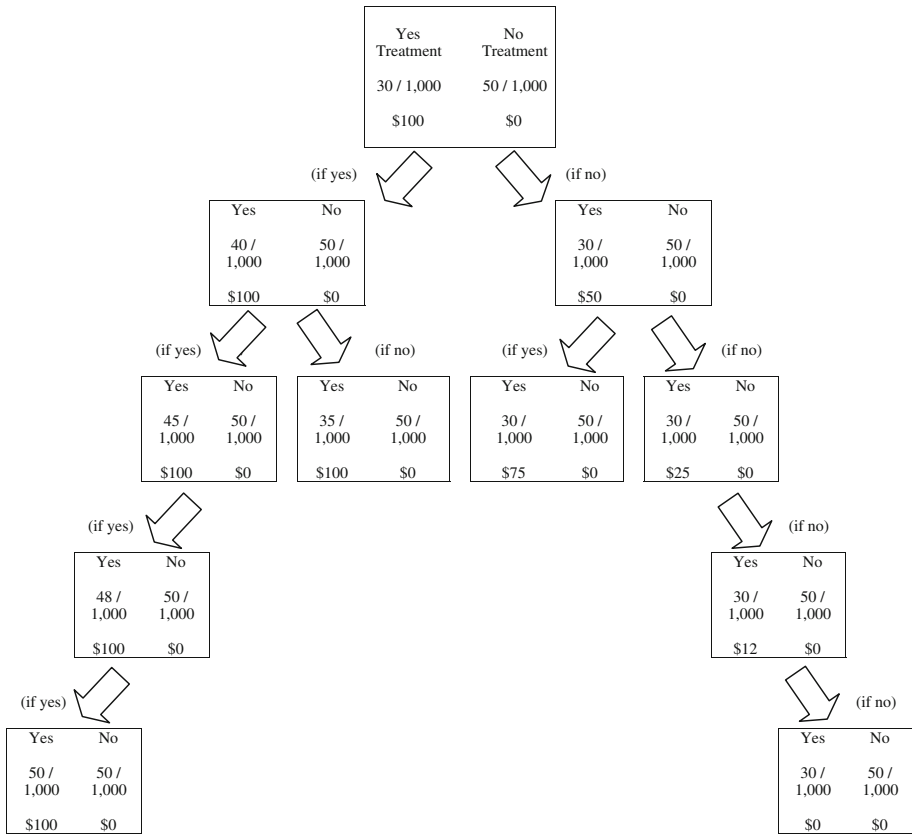 Yes Treatment No Treatment
30 / 1,000 50 / 1,000
$100 $0
(if yes) (if no)
Yes No
40 / 1,000 50 / 1,000
$100 $0
Yes No
30 / 1,000 50 / 1,000
$50 $0
(if yes) (if no) (if yes) (if no)
Yes No
45 / 1,000 50 / 1,000
$100 $0
Yes No
35 / 1,000 50 / 1,000
$100 $0
Yes No
30 / 1,000 50 / 1,000
$75 $0
Yes No
30 / 1,000 50 / 1,000
$25 $0
(if yes) (if no)
Yes No
48 / 1,000 50 / 1,000
$100 $0
Yes No
30 / 1,000 50 / 1,000
$12 $0
(if yes) (if no)
Yes No
50 / 1,000 50 / 1,000
$100 $0
Yes No
30 / 1,000 50 / 1,000
$0 $0